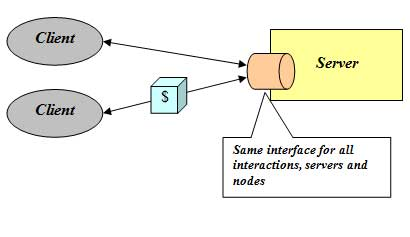 Client
Server
$
Client
Same interface for all
interactions, servers and
nodes